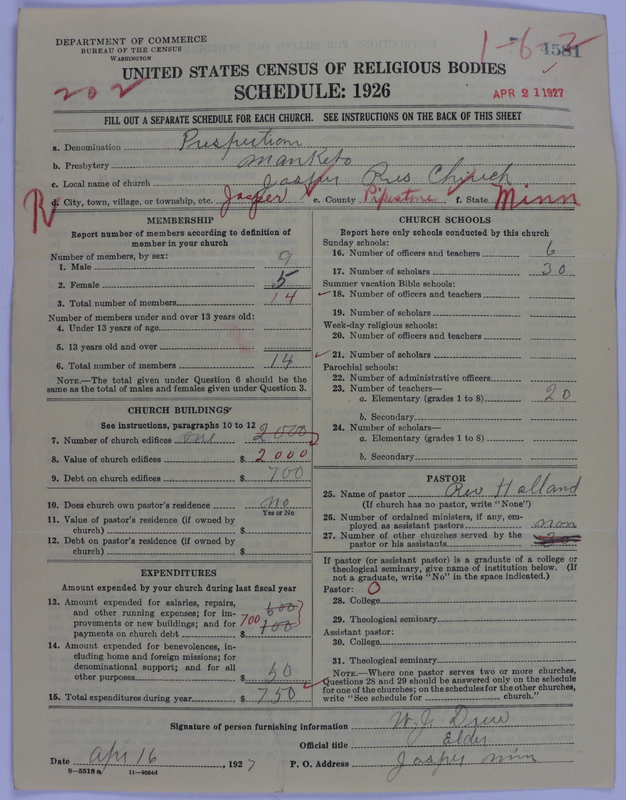 DEPARTMENT OF COMMERCE
BUREAU OF THE CENSUS
WASHINGTON
1-6-2
4581
202
UNITED STATES CENSUS OF RELIGIOUS BODIES
SCHEDULE: 1926
APR 21 1927
FILL OUT A SEPARATE SCHEDULE FOR EACH CHURCH. SEE INSTRUCTIONS ON THE BACK OF THIS SHEET
a. Denomination
b. Presbytery Mankto
c. Local name of church Jasper Pres Church
d. City, town, village, or township, etc. Jasper e. County Pipestone f. State Minn
R
MEMBERSHIP
Report number of members according to definition of
member in your church
Number of members, by sex:
1. Male 9
2. Female 5
3. Total number of members 14
Number of members under and over 13 years old:
4. Under 13 years of age
5. 13 years old and over
6. Total number of members 14
NOTE.—The total given under Question 6 should be the
same as the total of males and females given under Question 3.
CHURCH BUILDINGS
See instructions, paragraphs 10 to 12
7. Number of church edifices one 2000
8. Value of church edifices $ 2000
9. Debt on church edifices $ 700
10. Does church own pastor's residence no
Yes or No
11. Value of pastor's residence (if owned by
church) $
12. Debt on pastor's residence (if owned by
church) $
EXPENDITURES
Amount expended by your church during last fiscal year
13. Amount expended for salaries, repairs,
and other running expenses; for im-
provements or new buildings; and for
payments on church debt $ 700 600 100
14. Amount expended for benevolences, in-
cluding home and foreign missions; for
denominational support; and for all
other purposes $ 50
15. Total expenditures during year $ 750
CHURCH SCHOOLS
Report here only schools conducted by this church
Sunday schools:
16. Number of officers and teachers 6
17. Number of scholars 30
Summer vacation Bible schools:
18. Number of officers and teachers
19. Number of scholars
Week-day religious schools:
20. Number of officers and teachers
21. Number of scholars
Parochial schools:
22. Number of administrative officers
23. Number of teachers—
a. Elementary (grades 1 to 8) 20
b. Secondary
24. Number of scholars—
a. Elementary (grades 1 to 8)
b. Secondary
PASTOR
25. Name of pastor Rev Holland
(If church has no pastor, write "None")
26. Number of ordained ministers, if any, em-
ployed as assistant pastors non
27. Number of other churches served by the
pastor or his assistants
If pastor (or assistant pastor) is a graduate of a college or
theological seminary, give name of institution below. (If
not a graduate, write "No" in the space indicated.)
Pastor: O
28. College
29. Theological seminary
Assistant pastor:
30. College
31. Theological seminary
NOTE.—Where one pastor serves two or more churches,
Questions 28 and 29 should be answered only on the schedule
for one of the churches; on the schedules for the other churches,
write "See schedule for church."
Signature of person furnishing information W. J. Drew
Official title Elder
Date Apr 16, 1927 P. O. Address Jasper Minn
8—5518 a 11—9684d